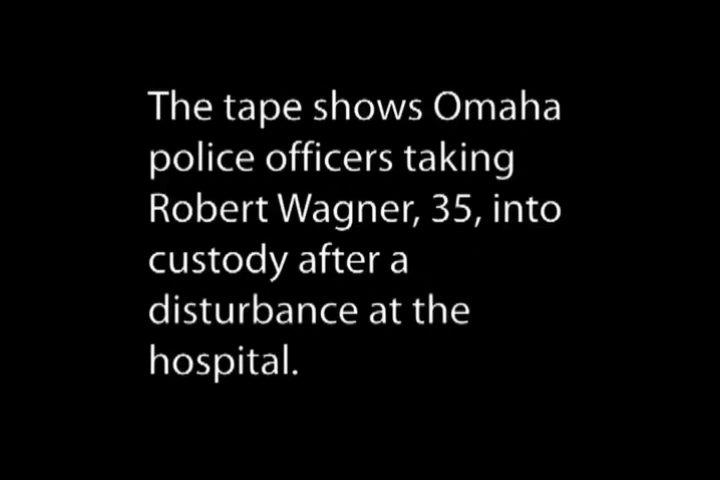 The tape shows Omaha
police officers taking
Robert Wagner, 35, into
custody after a
disturbance at the
hospital.